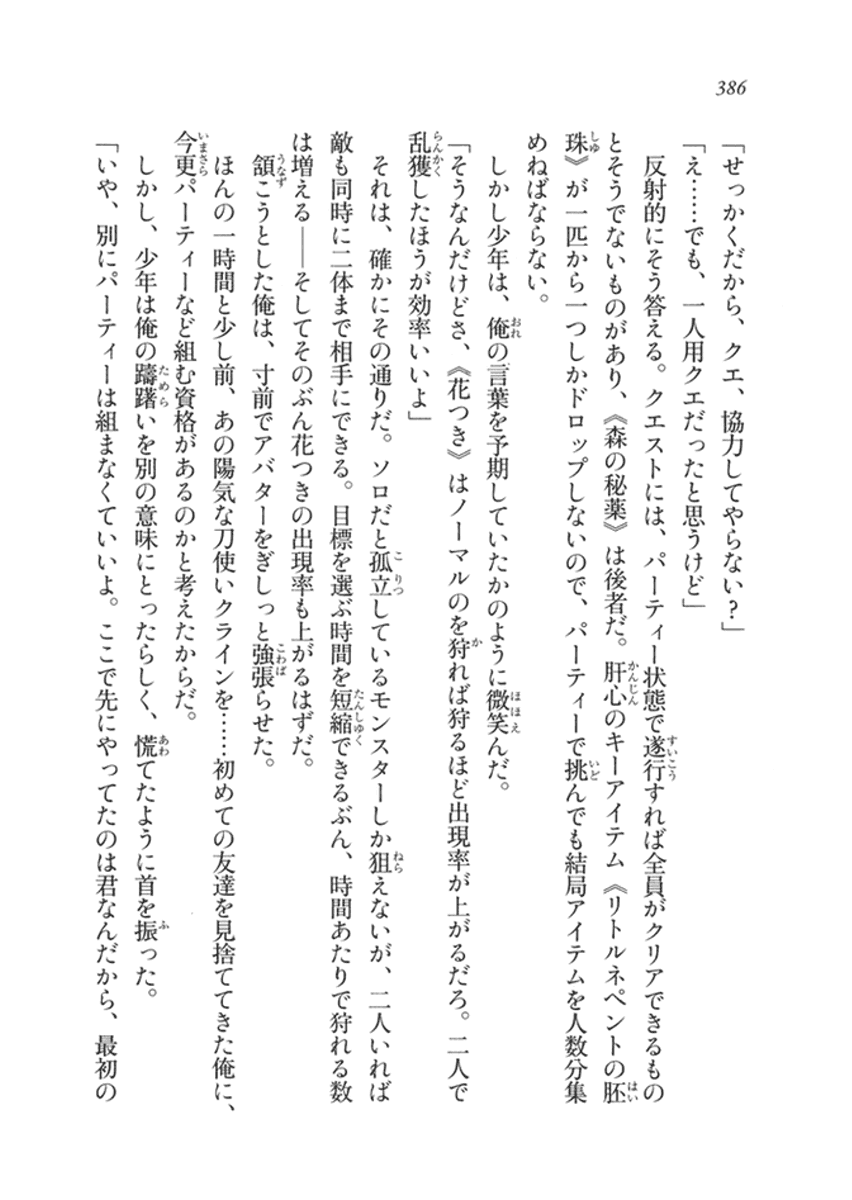 386
「せっかくだから、クエ、協力してやらない？」
「え……でも、一人用クエだったと思うけど」
　反射的にそう答える。クエストには、パーティー状態で遂行すれば全員がクリアできるもの
とそうでないものがあり、《森の秘薬》は後者だ。肝心のキーアイテム《リトルネペントの胚
珠》が一匹から一つしかドロップしないので、パーティーで挑んでも結局アイテムを人数分集
めねばならない。
　しかし少年は、俺の言葉を予期していたかのように微笑んだ。
「そうなんだけどさ、《花つき》はノーマルのを狩れば狩るほど出現率が上がるだろ。二人で
乱獲したほうが効率いいよ」
　それは、確かにその通りだ。ソロだと孤立しているモンスターしか狙えないが、二人いれば
敵も同時に二体まで相手にできる。目標を選ぶ時間を短縮できるぶん、時間あたりで狩れる数
は増える――そしてそのぶん花つきの出現率も上がるはずだ。
　頷こうとした俺は、寸前でアバターをぎしっと強張らせた。
　ほんの一時間と少し前、あの陽気な刀使いクラインを……初めての友達を見捨ててきた俺に、
今更パーティーなど組む資格があるのかと考えたからだ。
　しかし、少年は俺の躊躇いを別の意味にとったらしく、慌てたように首を振った。
「いや、別にパーティーは組まなくていいよ。ここで先にやってたのは君なんだから、最初の